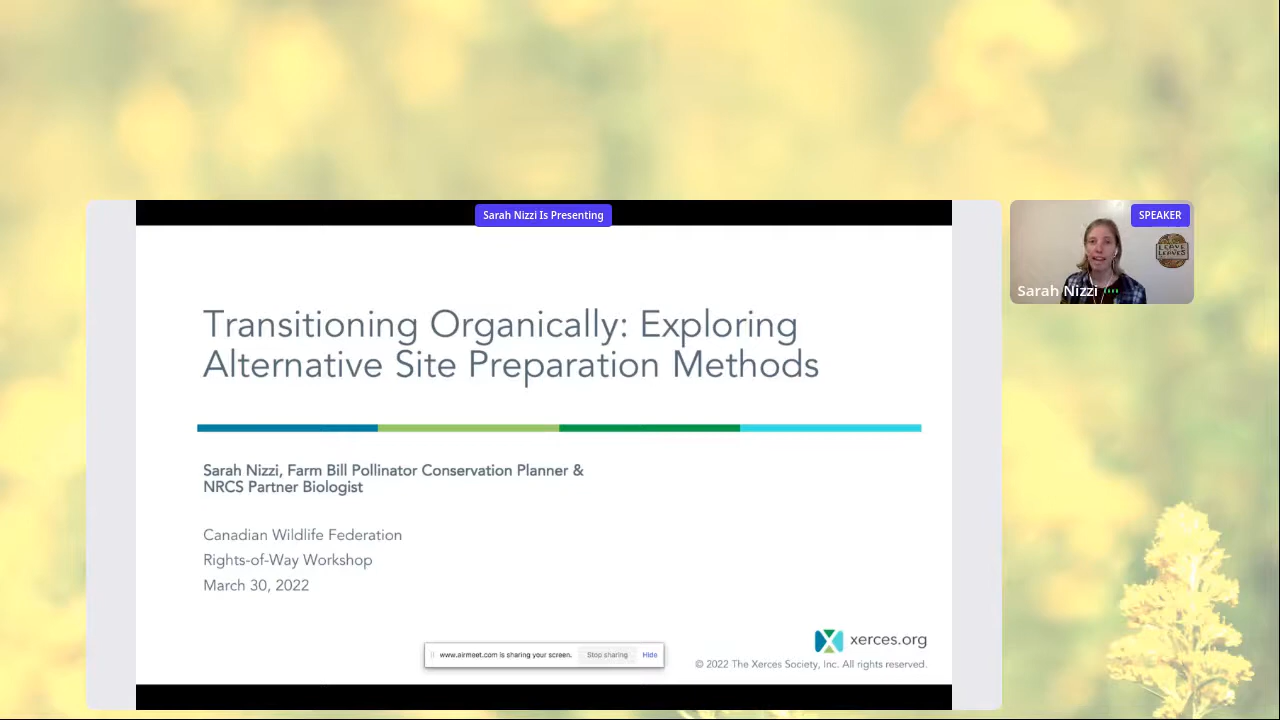 Sarah Nizzi Is Presenting
SPEAKER
LEAVE
LEAVES
Sarah Nizzi
Transitioning Organically: Exploring
Alternative Site Preparation Methods
Sarah Nizzi, Farm Bill Pollinator Conservation Planner &
NRCS Partner Biologist
Canadian Wildlife Federation
Rights-of-Way Workshop
March 30, 2022
www.airmeet.com is sharing your screen.
Stop sharing
Hide
xerces.org
© 2022 The Xerces Society, Inc. All rights reserved.